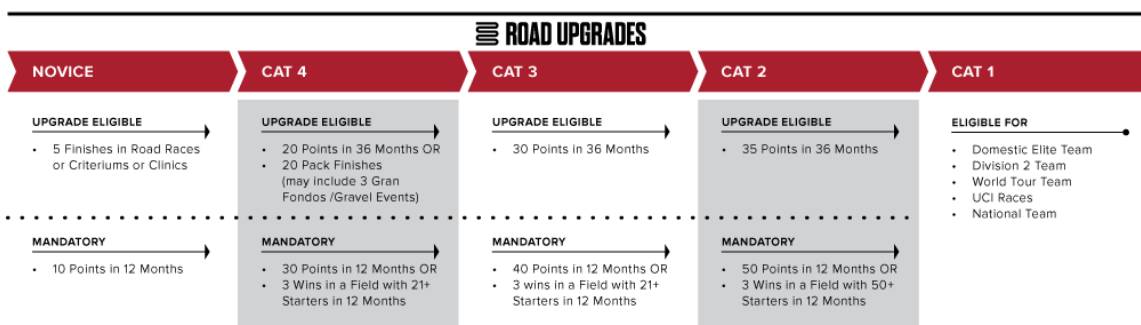 ROAD UPGRADES
NOVICE
CAT 4
CAT 3
CAT 2
CAT 1
UPGRADE ELIGIBLE
• 5 Finishes in Road Races
or Criteriums or Clinics
UPGRADE ELIGIBLE
• 20 Points in 36 Months OR
• 20 Pack Finishes
(may include 3 Gran
Fondos /Gravel Events)
UPGRADE ELIGIBLE
• 30 Points in 36 Months
UPGRADE ELIGIBLE
• 35 Points in 36 Months
ELIGIBLE FOR
• Domestic Elite Team
• Division 2 Team
• World Tour Team
• UCI Races
• National Team
MANDATORY
• 10 Points in 12 Months
MANDATORY
• 30 Points in 12 Months OR
• 3 Wins in a Field with 21+
Starters in 12 Months
MANDATORY
• 40 Points in 12 Months OR
• 3 wins in a Field with 21+
Starters in 12 Months
MANDATORY
• 50 Points in 12 Months OR
• 3 Wins in a Field with 50+
Starters in 12 Months